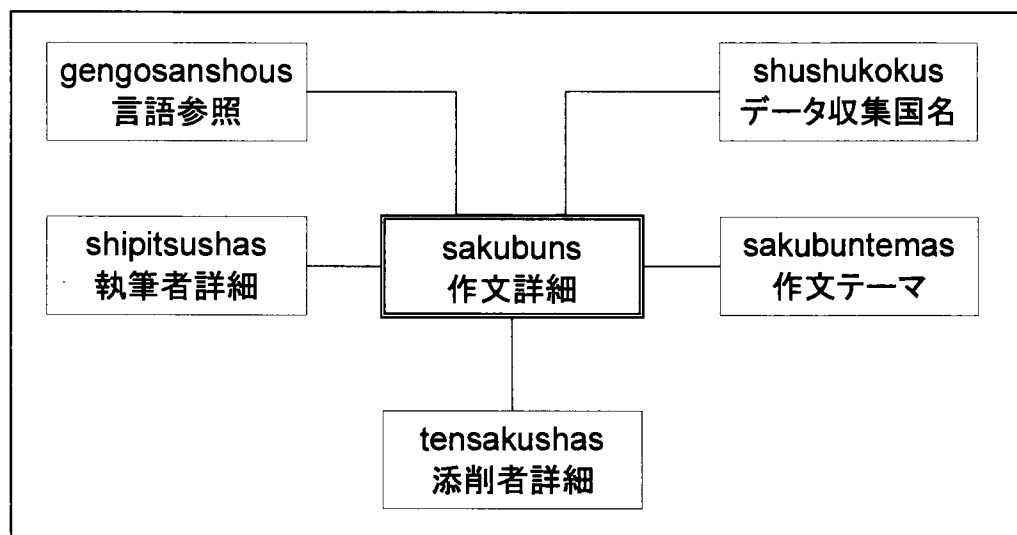 gengosanshous
言語参照
shushukokus
データ収集国名
shipitsushas
執筆者詳細
sakubuns
作文詳細
sakubuntemas
作文テーマ
tensakushas
添削者詳細